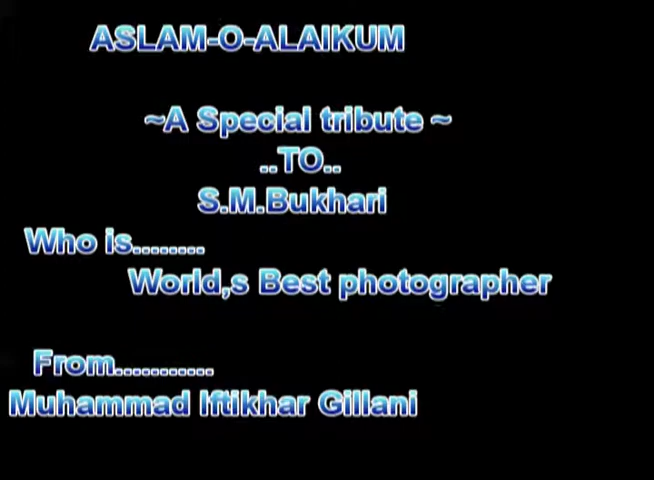 ASLAM-O-ALAIKUM
~A Special tribute ~
..TO..
S.M.Bukhari
Who is........
World,s Best photographer
From...........
Muhammad Iftikhar Gillani